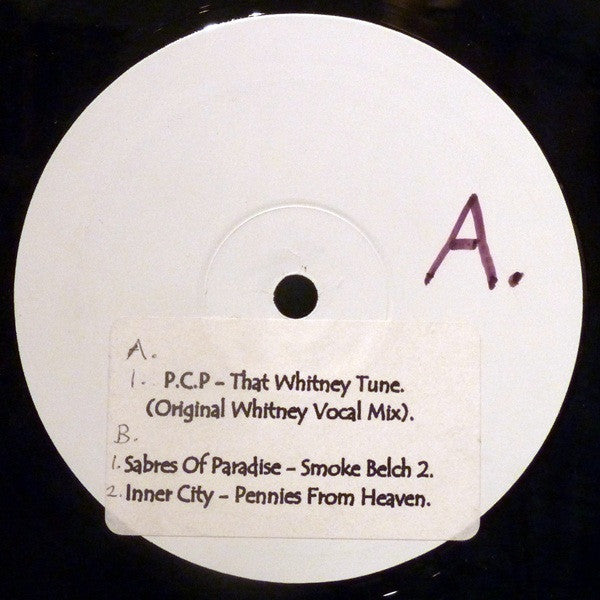 A.
A.
1. P.C.P - That Whitney Tune.
(Original Whitney Vocal Mix).
B.
1. Sabres Of Paradise - Smoke Belch 2.
2. Inner City - Pennies From Heaven.